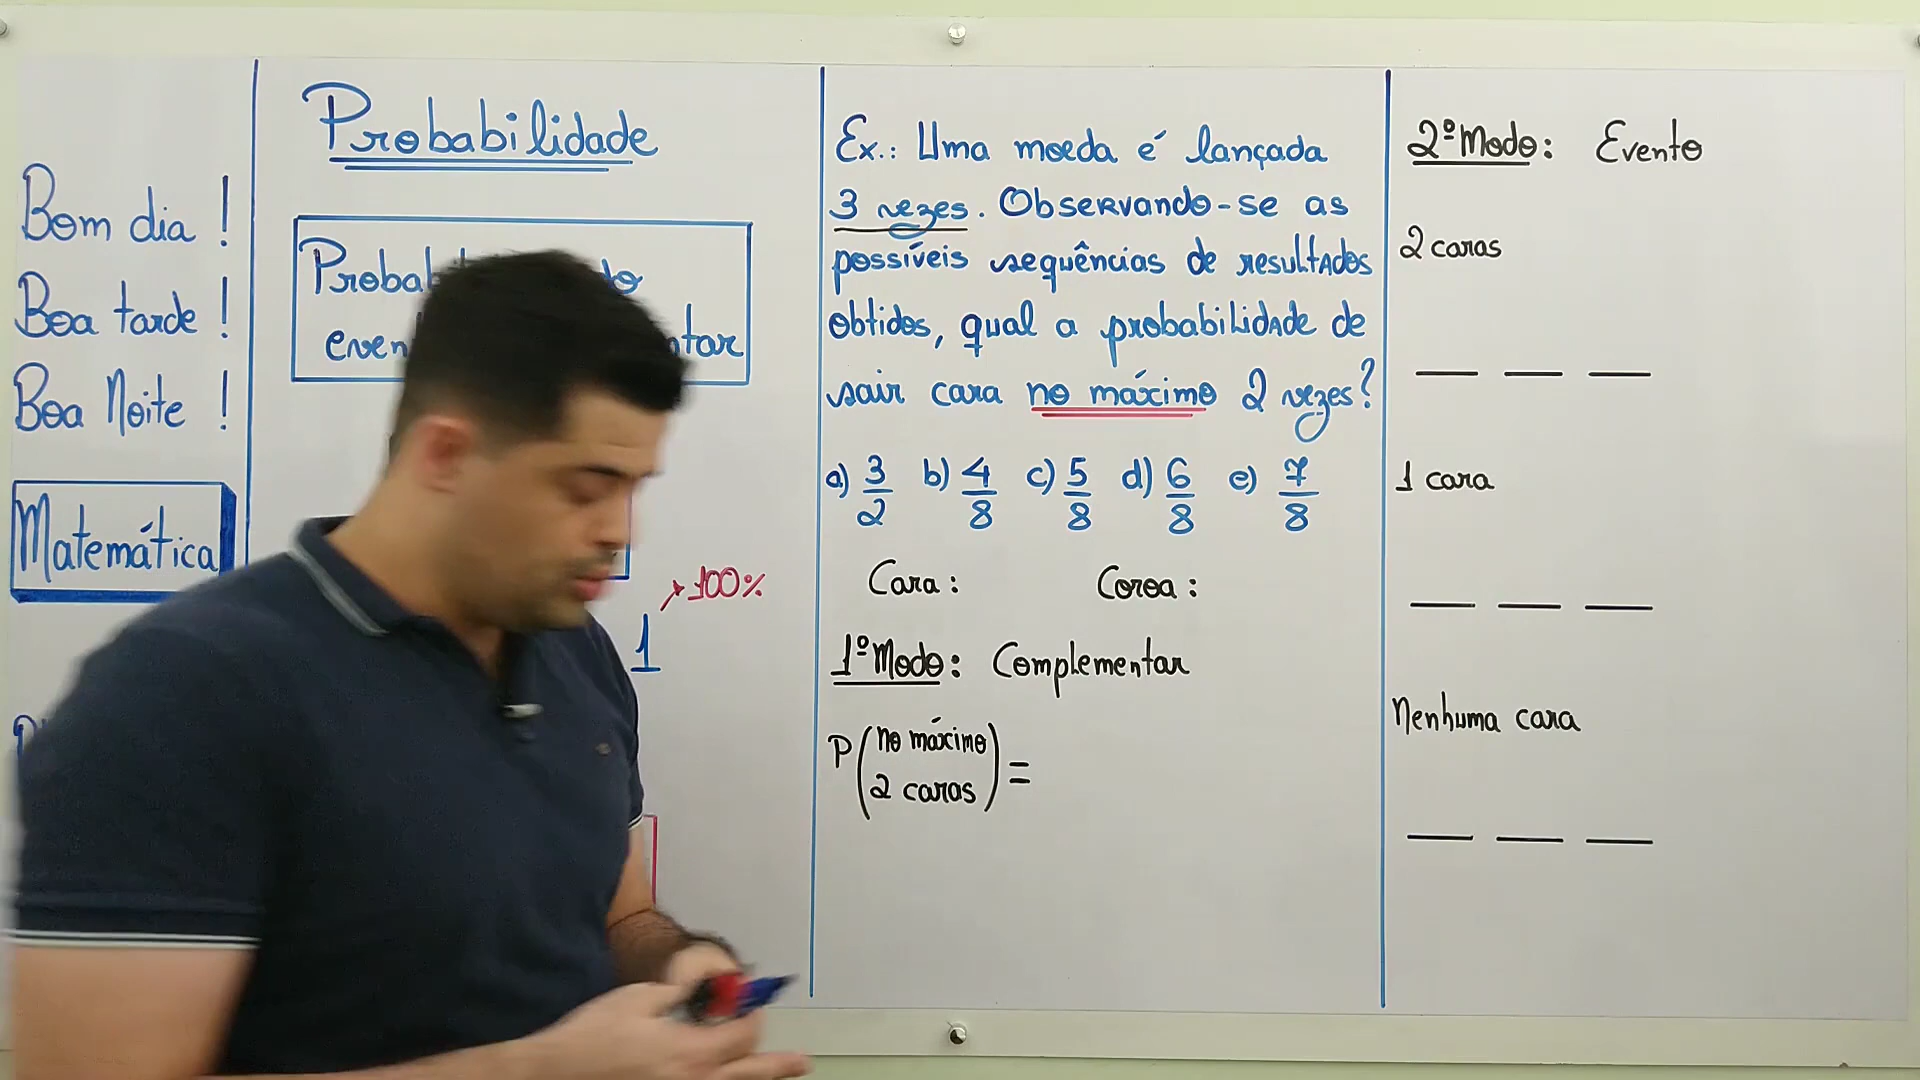 Bom dia !
Boa tarde !
Boa Noite !
Matemática
Probabilidade
100%
1
Ex.: Uma moeda é lançada
3 vezes. Observando-se as
possíveis sequências de resultados
obtidos, qual a probabilidade de
sair cara no máximo 2 vezes?
a) 3/2 b) 4/8 c) 5/8 d) 6/8 e) 7/8
Cara : Coroa :
1º Modo: Complementar
P(no máximo
2 caras) =
2º Modo: Evento
2 caras
1 cara
Nenhuma cara